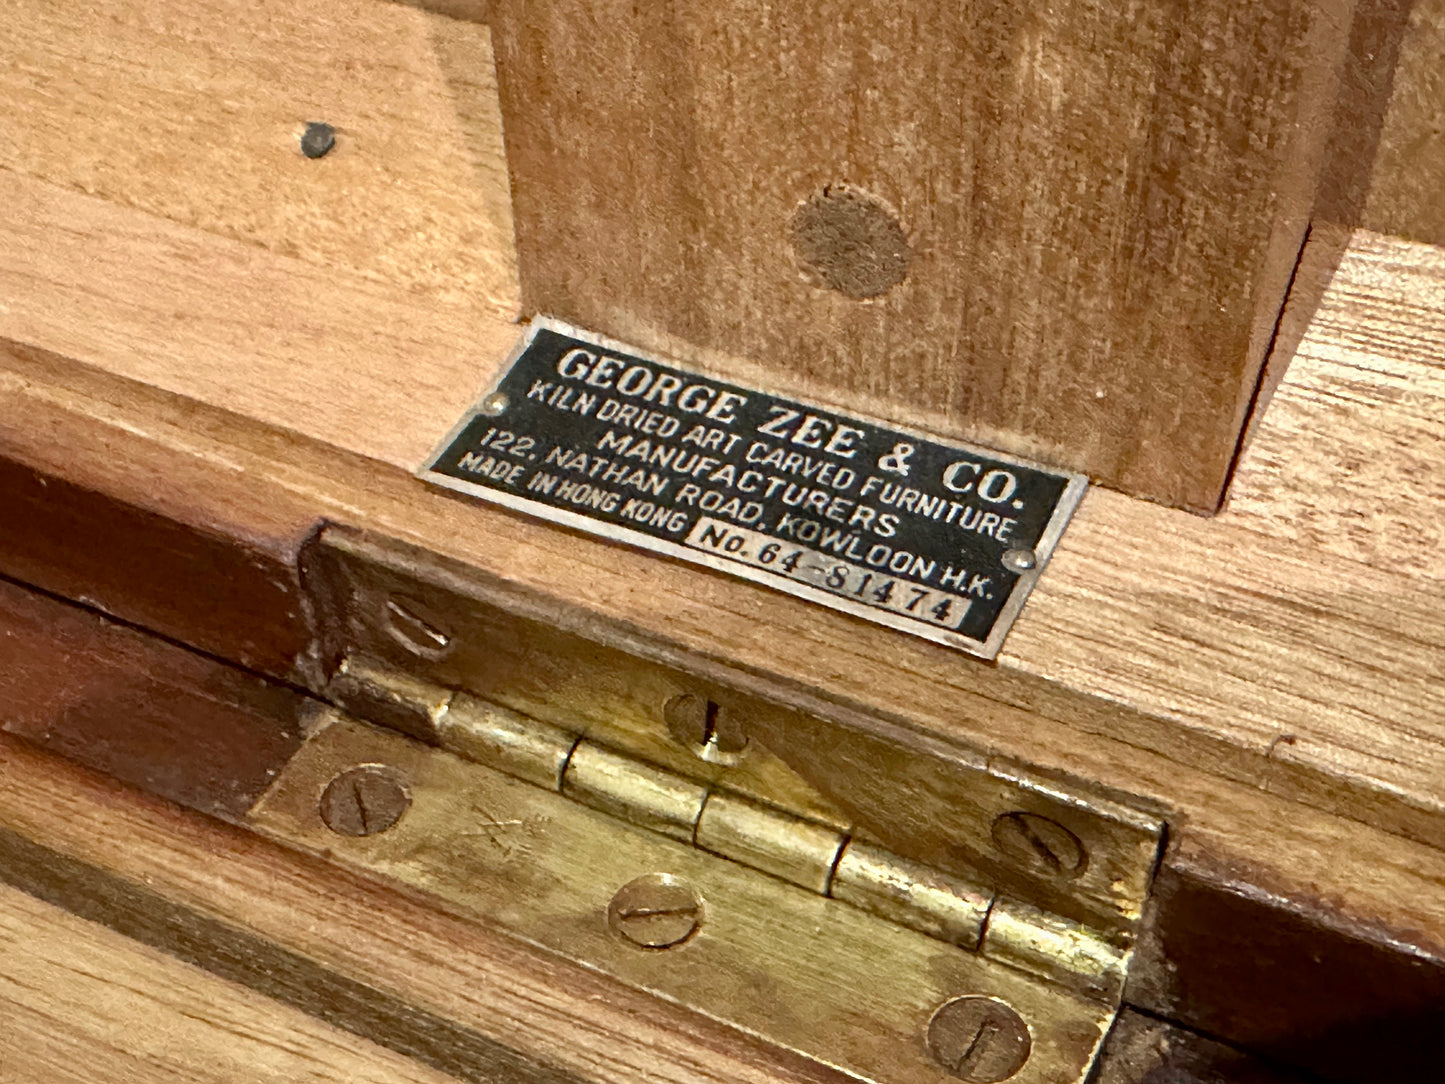 GEORGE ZEE & CO.
KILN DRIED ART CARVED FURNITURE
MANUFACTURERS
122, NATHAN ROAD, KOWLOON H.K.
MADE IN HONG KONG No. 64-S1474